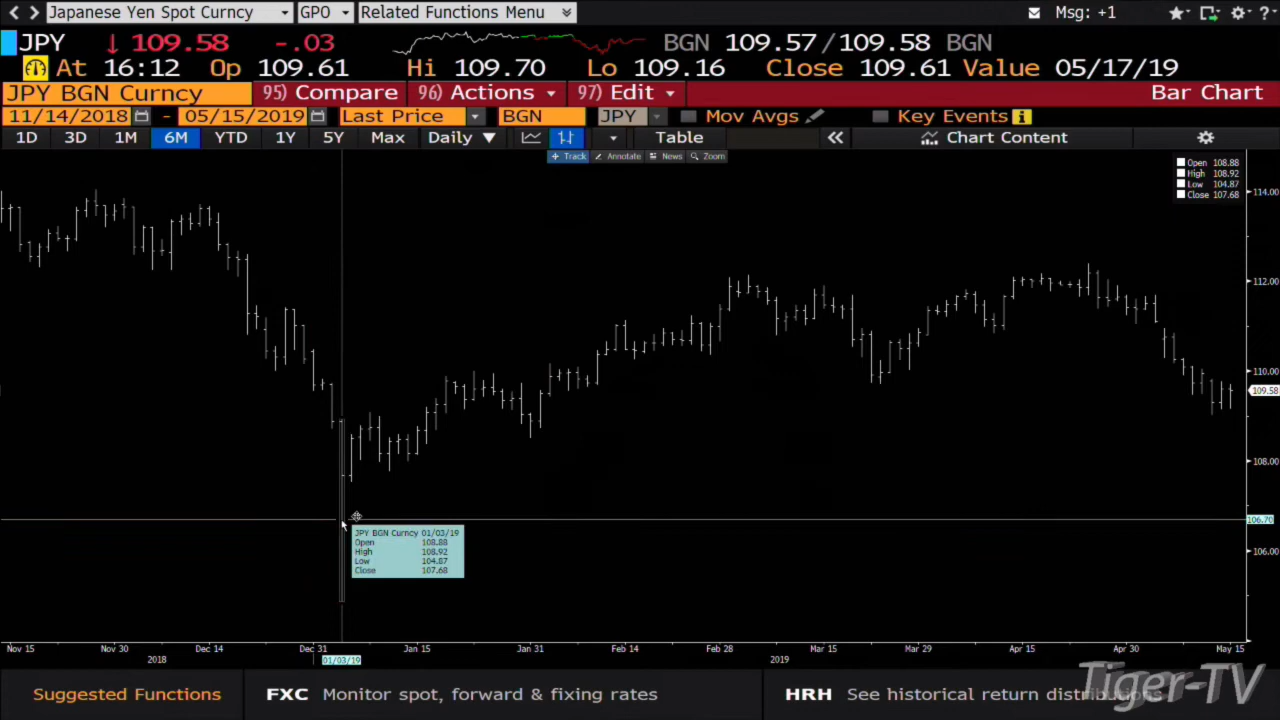 Japanese Yen Spot Curncy GPO Related Functions Menu Msg: +1 ?
JPY 109.58 -.03 BGN 109.57/109.58 BGN
At 16:12 Op 109.61 Hi 109.70 Lo 109.16 Close 109.61 Value 05/17/19
JPY BGN Curncy 95) Compare 96) Actions 97) Edit Bar Chart
11/14/2018 - 05/15/2019 Last Price BGN JPY Mov Avgs Key Events i
1D 3D 1M 6M YTD 1Y 5Y Max Daily Table « Chart Content
Track Annotate News Zoom
Open 108.88
High 108.92
Low 104.87
Close 107.68
114.00
112.00
110.00
109.58
108.00
106.70
106.00
JPY BGN Curncy 01/03/19
Open 108.88
High 108.92
Low 104.87
Close 107.68
Nov 15 Nov 30 Dec 14 Dec 31 Jan 15 Jan 31 Feb 14 Feb 28 Mar 15 Mar 29 Apr 15 Apr 30 May 15
2018 01/03/19 2019
Suggested Functions FXC Monitor spot, forward & fixing rates HRH See historical return distributions
Tiger-TV